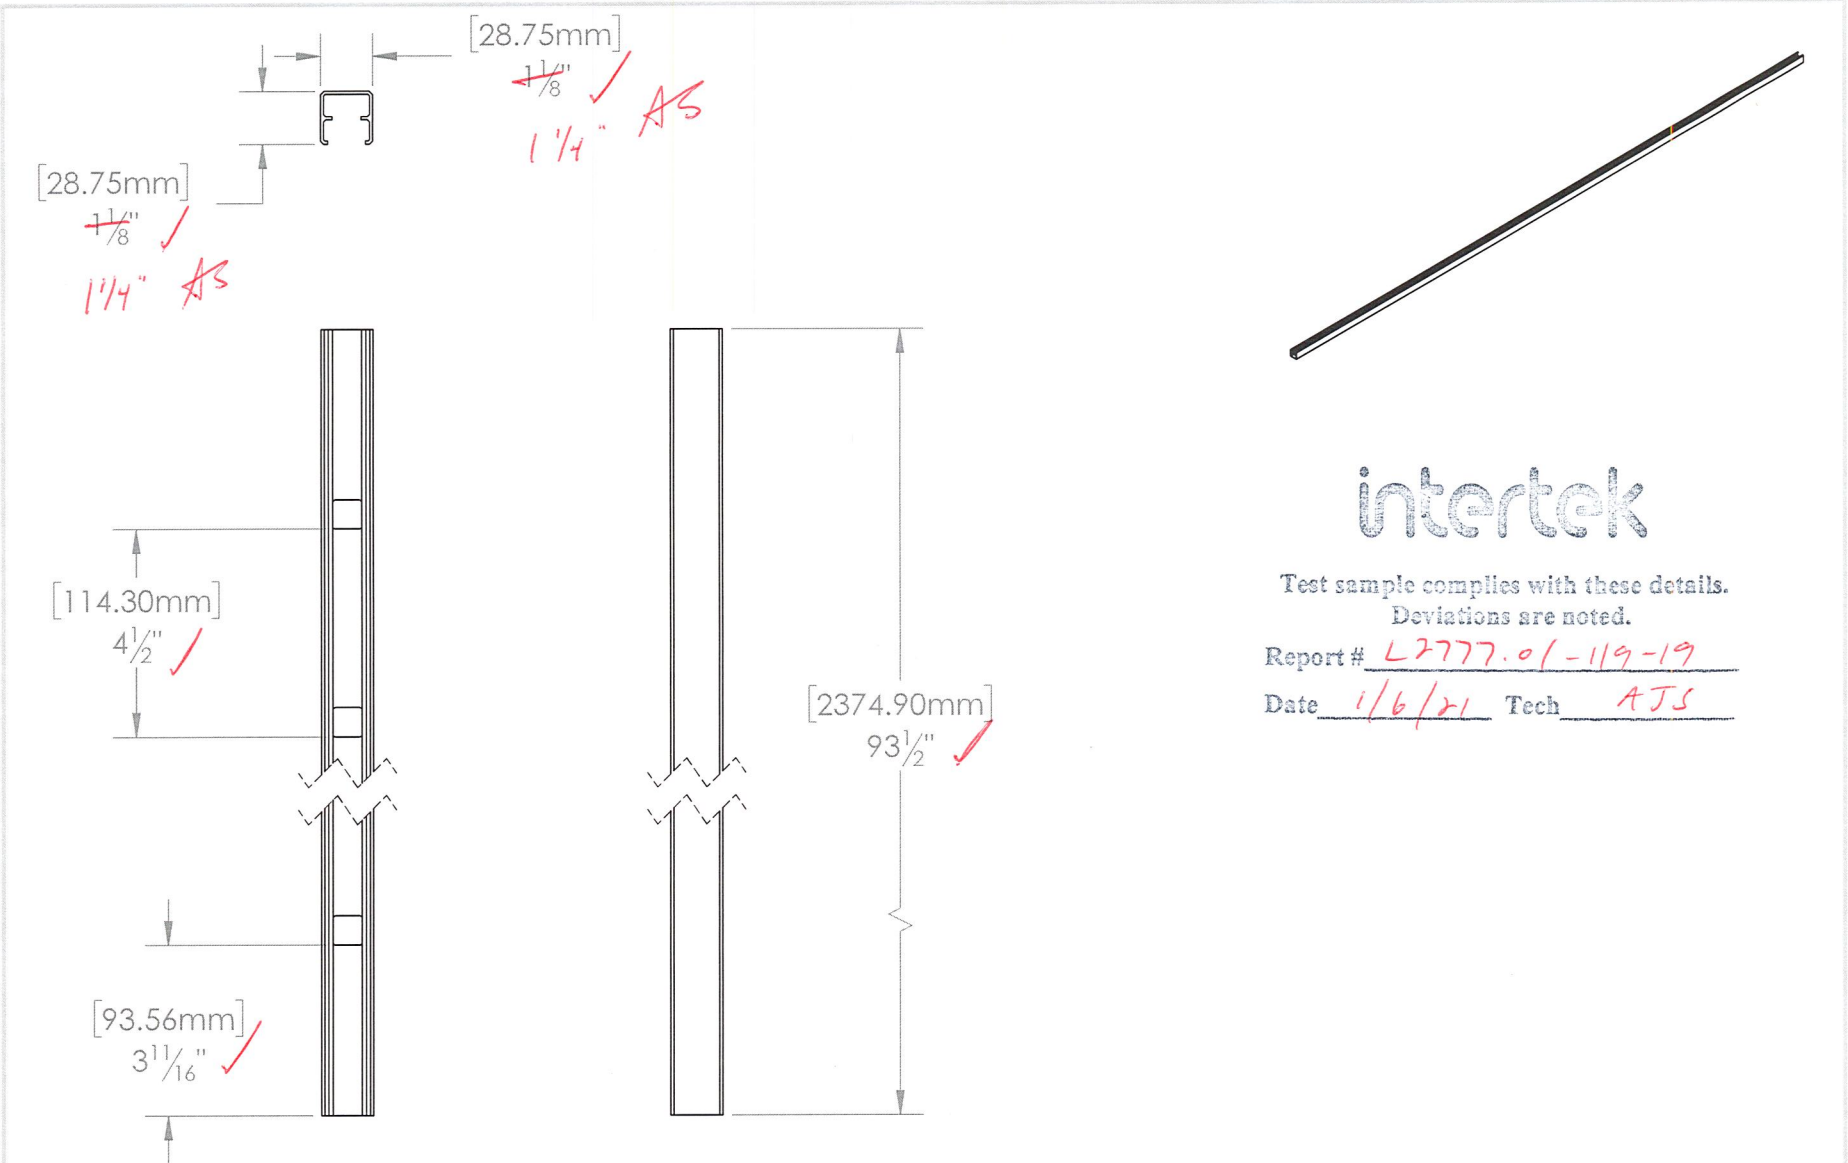 [28.75mm]
1 1/8"
1 1/4" AS
[28.75mm]
1 1/8"
1 1/4" AS
[114.30mm]
4 1/2"
[2374.90mm]
93 1/2"
[93.56mm]
3 11/16"
intertek
Test sample complies with these details.
Deviations are noted.
Report # L2777.01-119-19
Date 1/6/21 Tech AJS